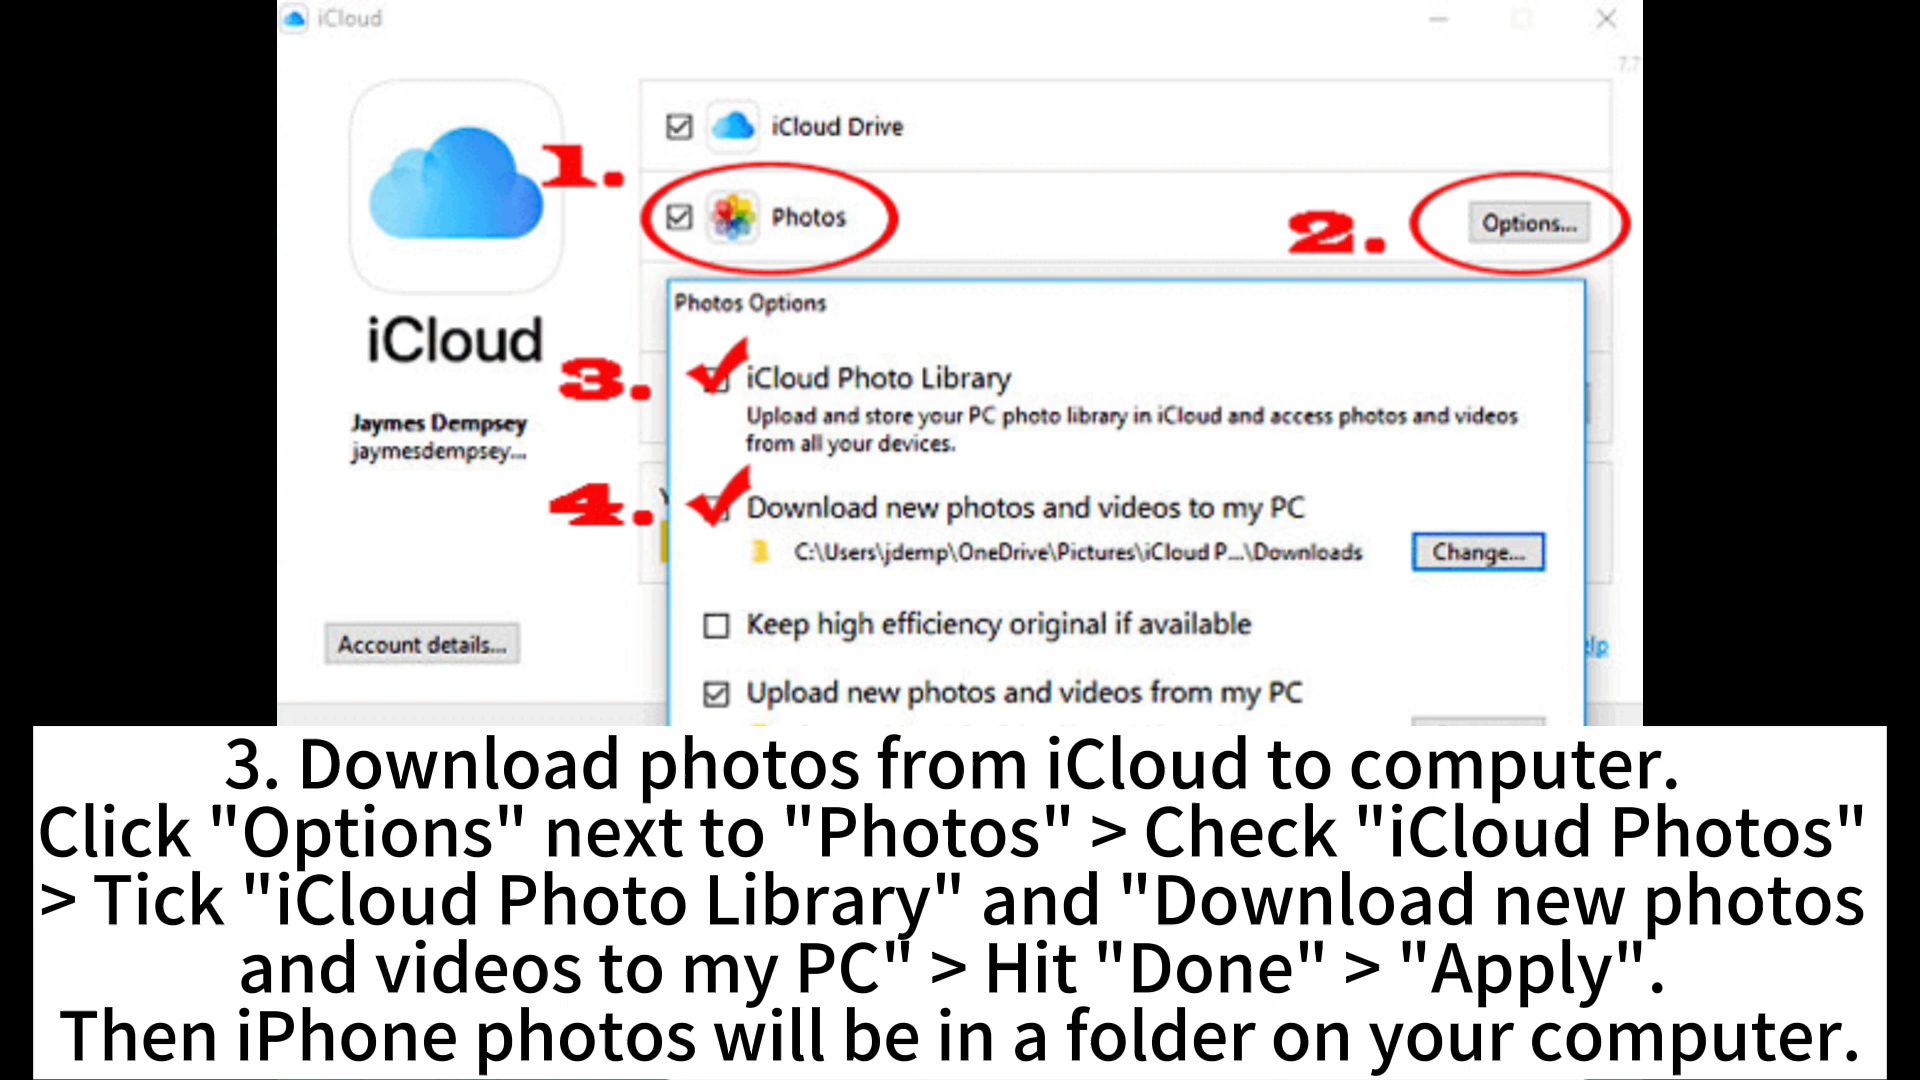 iCloud
7.7
iCloud Drive
1.
Photos
2.
Options...
Photos Options
iCloud
3.
iCloud Photo Library
Upload and store your PC photo library in iCloud and access photos and videos
from all your devices.
Jaymes Dempsey
jaymesdempsey...
4.
Download new photos and videos to my PC
C:\Users\jdemp\OneDrive\Pictures\iCloud P...\Downloads
Change...
Keep high efficiency original if available
Account details...
Upload new photos and videos from my PC
3. Download photos from iCloud to computer.
Click "Options" next to "Photos" > Check "iCloud Photos"
> Tick "iCloud Photo Library" and "Download new photos
and videos to my PC" > Hit "Done" > "Apply".
Then iPhone photos will be in a folder on your computer.